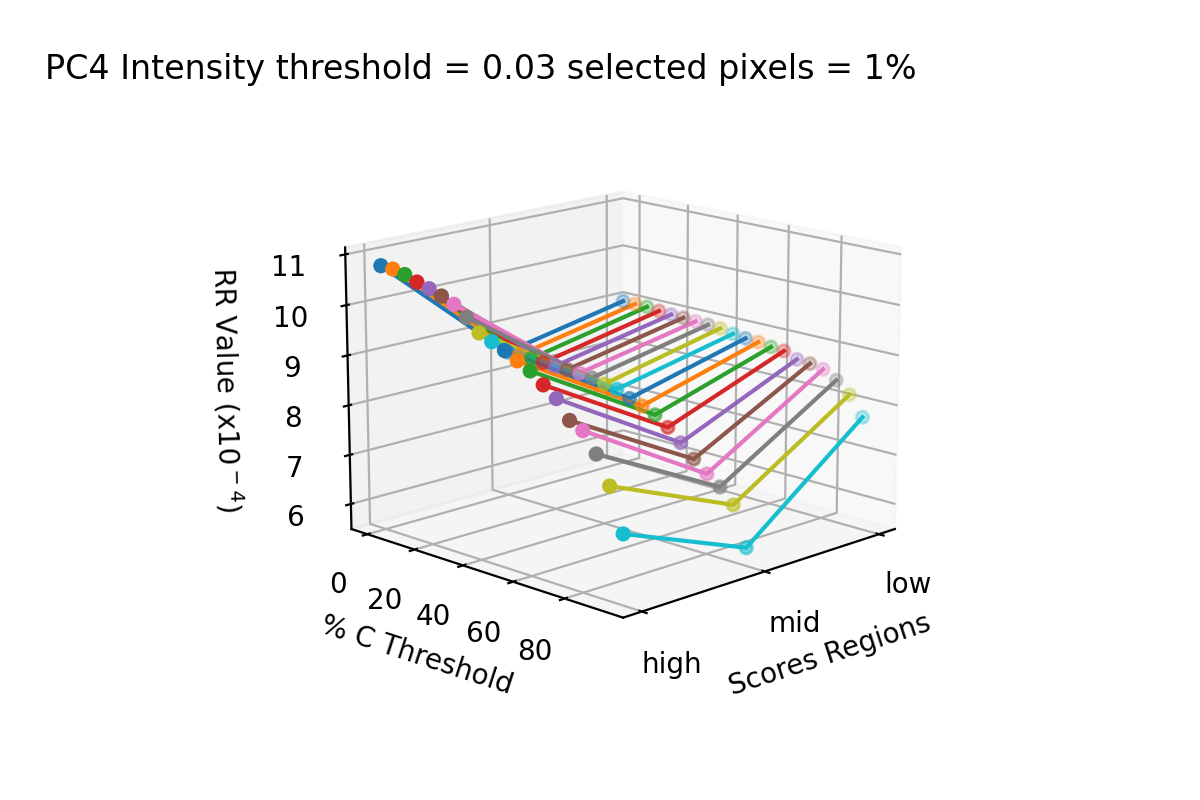 PC4 Intensity threshold = 0.03 selected pixels = 1%
11
10
9
8
7
6
RR Value (x10⁻⁴)
0
20
40
60
80
% C Threshold
low
mid
high
Scores Regions